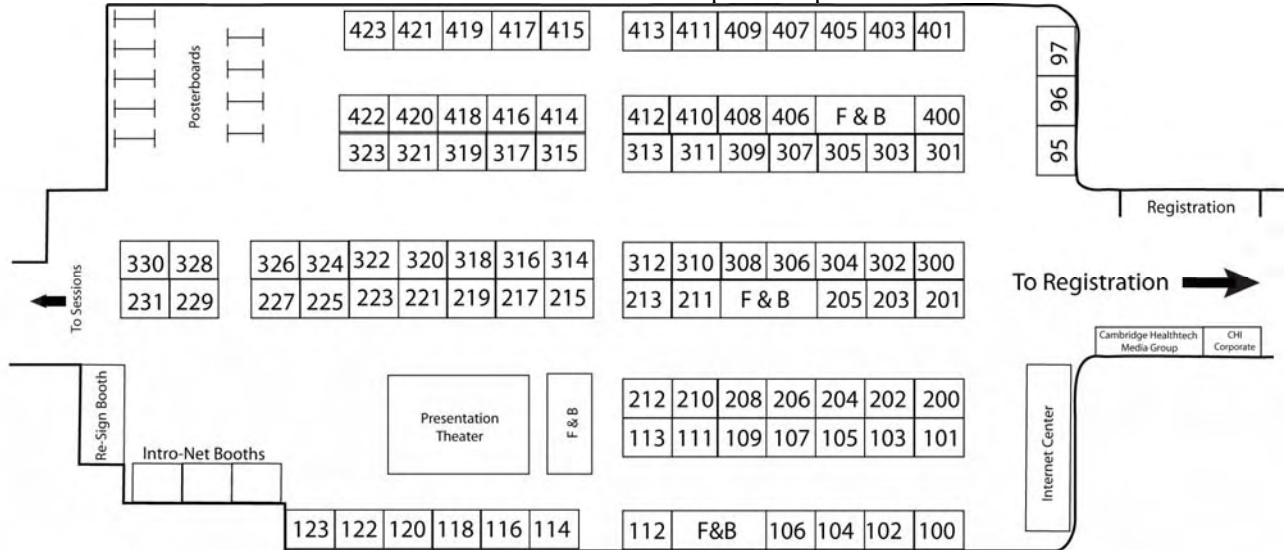 423 421 419 417 415 413 411 409 407 405 403 401
97
Posterboards
96
422 420 418 416 414 412 410 408 406 F & B 400
323 321 319 317 315 313 311 309 307 305 303 301
95
Registration
330 328 326 324 322 320 318 316 314 312 310 308 306 304 302 300
To Registration
231 229 227 225 223 221 219 217 215 213 211 F & B 205 203 201
To Sessions
Cambridge Healthtech
Media Group
CHI
Corporate
Re-Sign Booth
Presentation
Theater
F & B
212 210 208 206 204 202 200
113 111 109 107 105 103 101
Internet Center
Intro-Net Booths
123 122 120 118 116 114 112 F&B 106 104 102 100